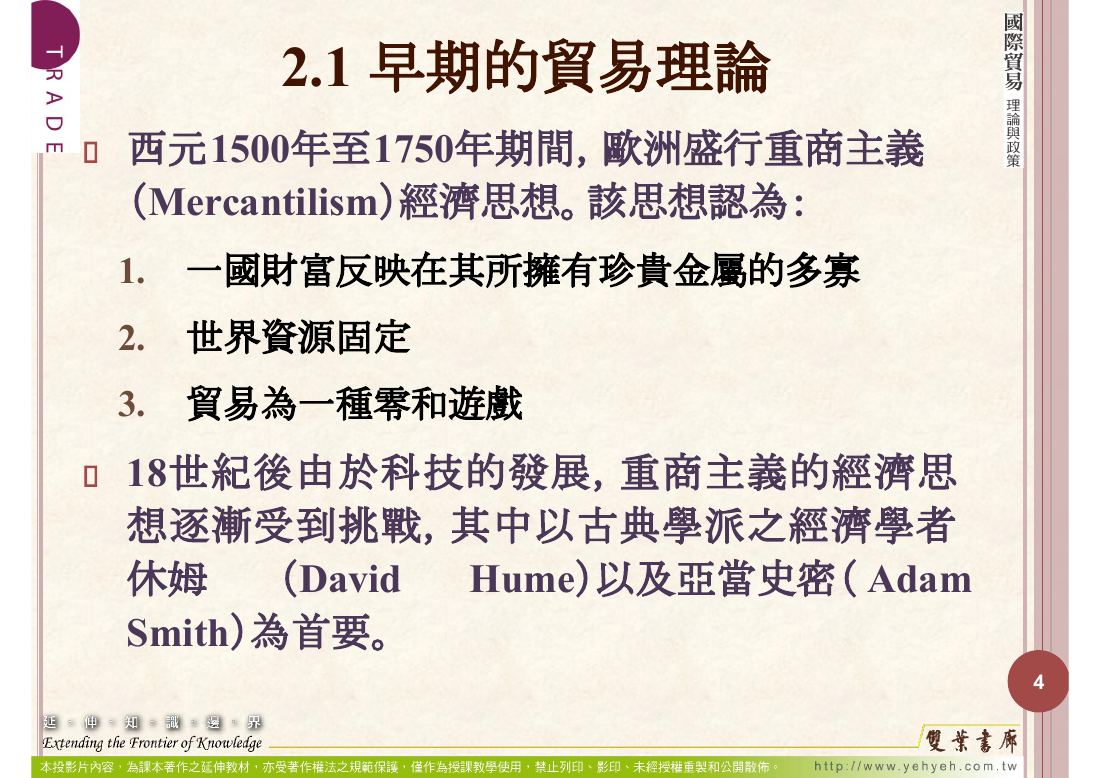 TRADE
國際貿易 理論與政策
2.1 早期的貿易理論
西元1500年至1750年期間，歐洲盛行重商主義
（Mercantilism）經濟思想。該思想認為：
1. 一國財富反映在其所擁有珍貴金屬的多寡
2. 世界資源固定
3. 貿易為一種零和遊戲
18世紀後由於科技的發展，重商主義的經濟思
想逐漸受到挑戰，其中以古典學派之經濟學者
休姆 （David Hume）以及亞當史密（ Adam
Smith）為首要。
4
延。伸。知。識。邊。界
Extending the Frontier of Knowledge
雙葉書廊
本投影片內容，為課本著作之延伸教材，亦受著作權法之規範保護，僅作為授課教學使用，禁止列印、影印、未經授權重製和公開散佈。 http://www.yehyeh.com.tw